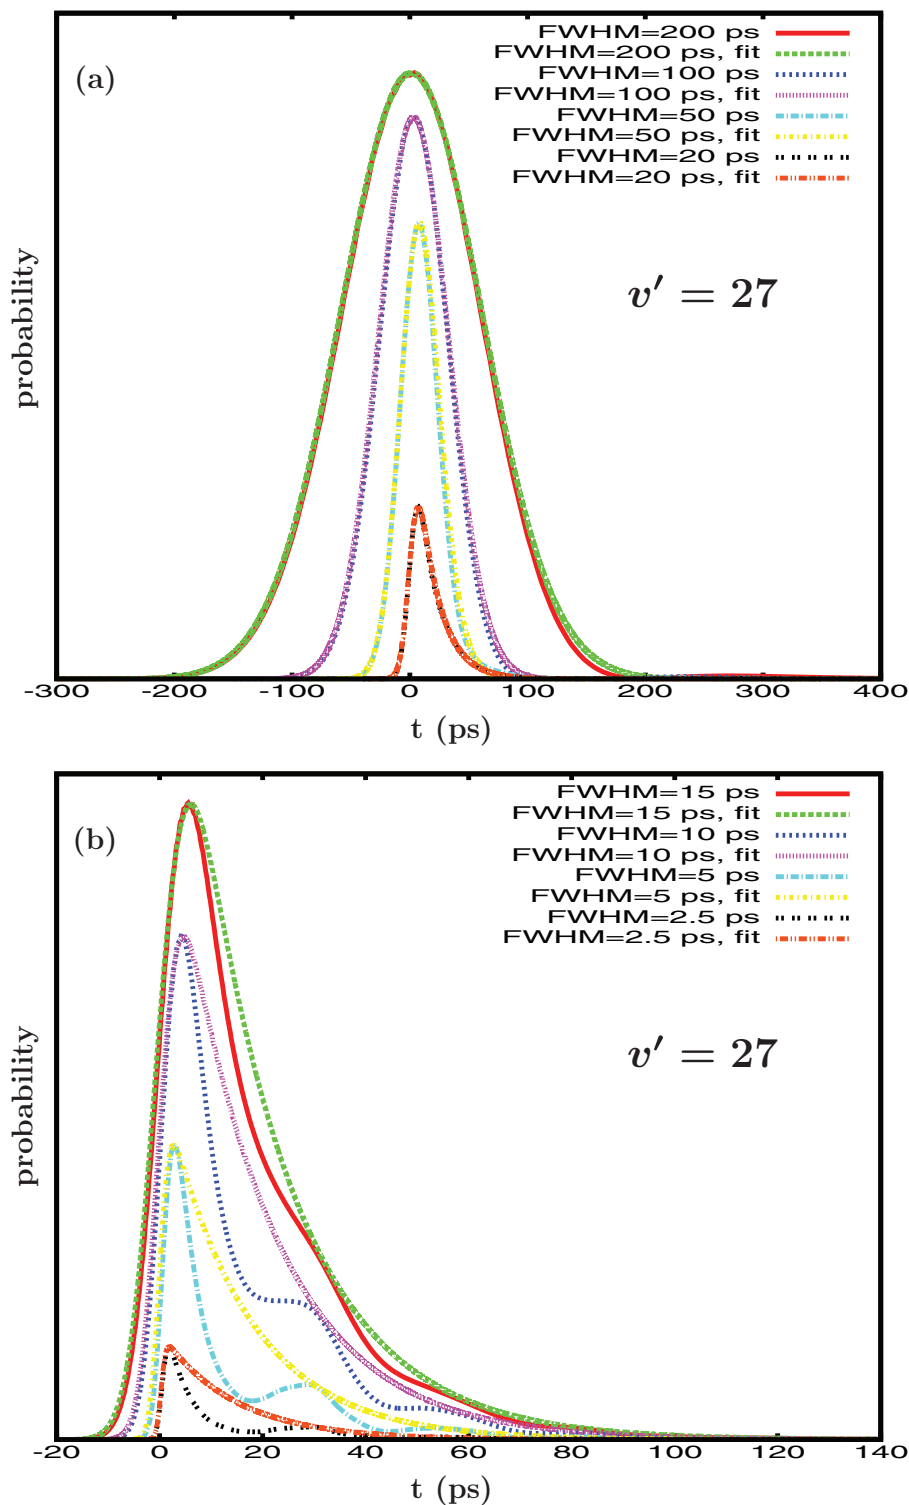 (a)
FWHM=200 ps
FWHM=200 ps, fit
FWHM=100 ps
FWHM=100 ps, fit
FWHM=50 ps
FWHM=50 ps, fit
FWHM=20 ps
FWHM=20 ps, fit
v′ = 27
probability
-300 -200 -100 0 100 200 300 400
t (ps)
(b)
FWHM=15 ps
FWHM=15 ps, fit
FWHM=10 ps
FWHM=10 ps, fit
FWHM=5 ps
FWHM=5 ps, fit
FWHM=2.5 ps
FWHM=2.5 ps, fit
v′ = 27
probability
-20 0 20 40 60 80 100 120 140
t (ps)